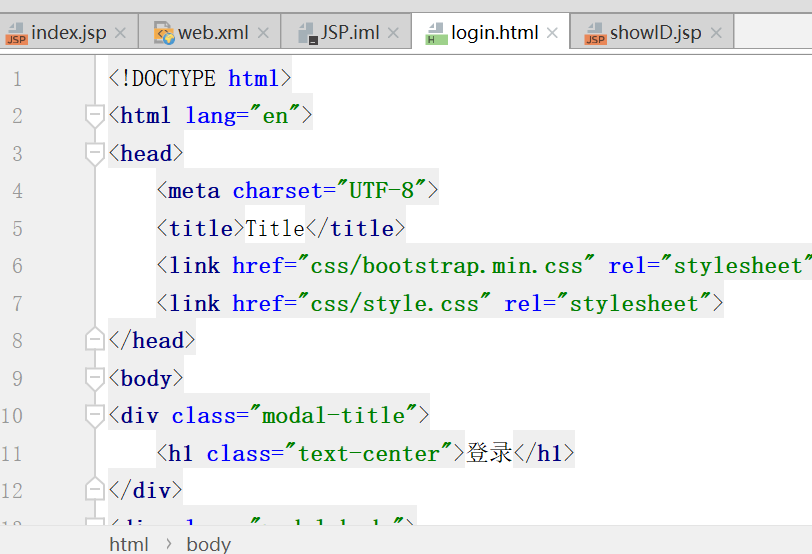 index.jsp web.xml JSP.iml login.html showID.jsp
1 <!DOCTYPE html>
2 <html lang="en">
3 <head>
4 <meta charset="UTF-8">
5 <title>Title</title>
6 <link href="css/bootstrap.min.css" rel="stylesheet"
7 <link href="css/style.css" rel="stylesheet">
8 </head>
9 <body>
10 <div class="modal-title">
11 <h1 class="text-center">登录</h1>
12 </div>
html › body